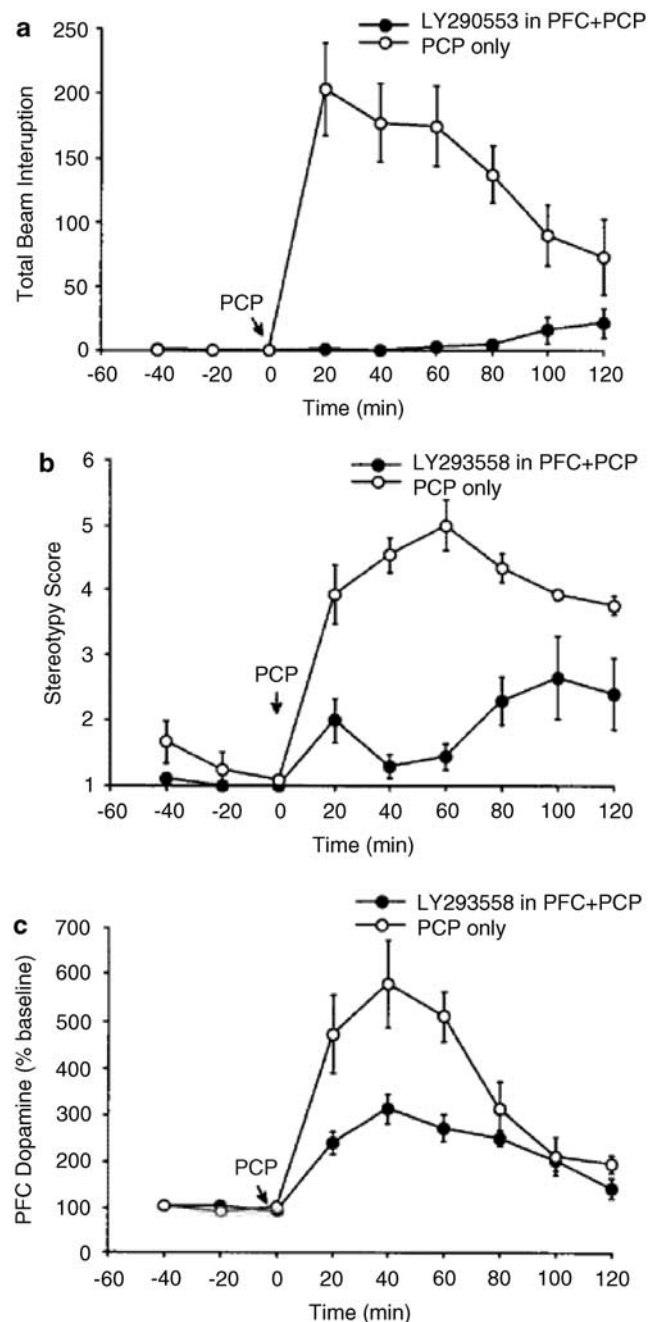 a
LY290553 in PFC+PCP
PCP only
250
200
150
100
50
0
Total Beam Interuption
PCP
-60 -40 -20 0 20 40 60 80 100 120
Time (min)
b
LY293558 in PFC+PCP
PCP only
6
5
4
3
2
1
Stereotypy Score
PCP
-60 -40 -20 0 20 40 60 80 100 120
Time (min)
c
LY293558 in PFC+PCP
PCP only
700
600
500
400
300
200
100
0
PFC Dopamine (% baseline)
PCP
-60 -40 -20 0 20 40 60 80 100 120
Time (min)